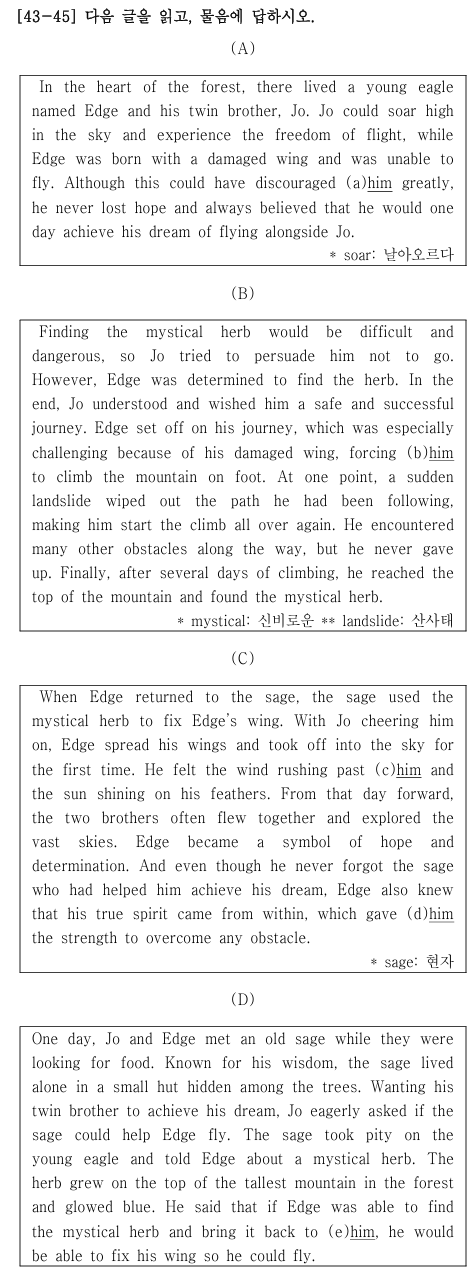 [43-45] 다음 글을 읽고, 물음에 답하시오.
(A)
In the heart of the forest, there lived a young eagle
named Edge and his twin brother, Jo. Jo could soar high
in the sky and experience the freedom of flight, while
Edge was born with a damaged wing and was unable to
fly. Although this could have discouraged (a)him greatly,
he never lost hope and always believed that he would one
day achieve his dream of flying alongside Jo.
* soar: 날아오르다
(B)
Finding the mystical herb would be difficult and
dangerous, so Jo tried to persuade him not to go.
However, Edge was determined to find the herb. In the
end, Jo understood and wished him a safe and successful
journey. Edge set off on his journey, which was especially
challenging because of his damaged wing, forcing (b)him
to climb the mountain on foot. At one point, a sudden
landslide wiped out the path he had been following,
making him start the climb all over again. He encountered
many other obstacles along the way, but he never gave
up. Finally, after several days of climbing, he reached the
top of the mountain and found the mystical herb.
* mystical: 신비로운 ** landslide: 산사태
(C)
When Edge returned to the sage, the sage used the
mystical herb to fix Edge's wing. With Jo cheering him
on, Edge spread his wings and took off into the sky for
the first time. He felt the wind rushing past (c)him and
the sun shining on his feathers. From that day forward,
the two brothers often flew together and explored the
vast skies. Edge became a symbol of hope and
determination. And even though he never forgot the sage
who had helped him achieve his dream, Edge also knew
that his true spirit came from within, which gave (d)him
the strength to overcome any obstacle.
* sage: 현자
(D)
One day, Jo and Edge met an old sage while they were
looking for food. Known for his wisdom, the sage lived
alone in a small hut hidden among the trees. Wanting his
twin brother to achieve his dream, Jo eagerly asked if the
sage could help Edge fly. The sage took pity on the
young eagle and told Edge about a mystical herb. The
herb grew on the top of the tallest mountain in the forest
and glowed blue. He said that if Edge was able to find
the mystical herb and bring it back to (e)him, he would
be able to fix his wing so he could fly.